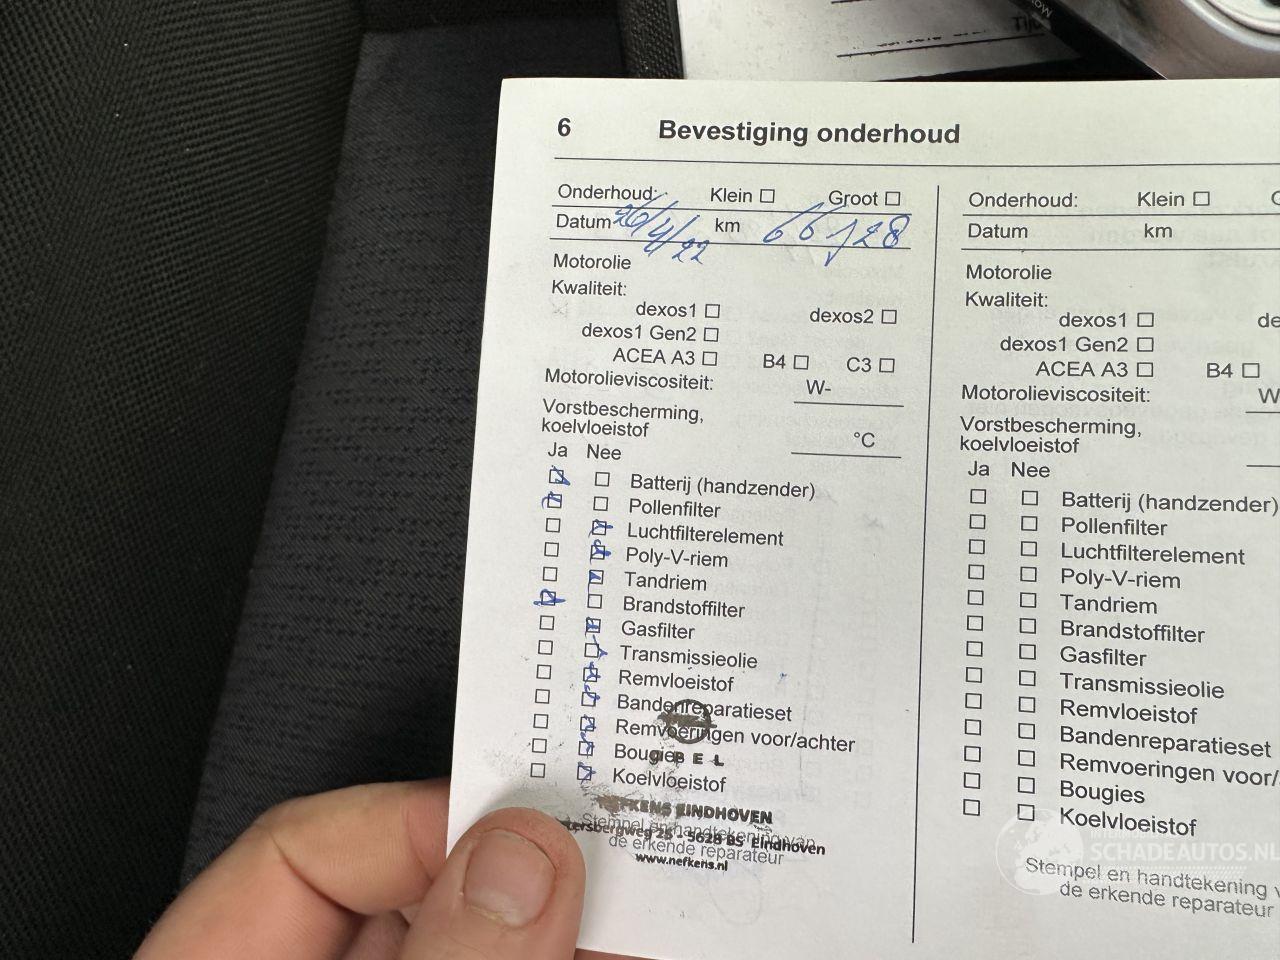 6 Bevestiging onderhoud
Onderhoud: Klein Groot
Datum 26/4/22 km 66128
Motorolie
Kwaliteit:
dexos1 dexos2
dexos1 Gen2
ACEA A3 B4 C3
Motorolieviscositeit: W-
Vorstbescherming,
koelvloeistof °C
Ja Nee
Batterij (handzender)
Pollenfilter
Luchtfilterelement
Poly-V-riem
Tandriem
Brandstoffilter
Gasfilter
Transmissieolie
Remvloeistof
Bandenreparatieset
Remvoeringen voor/achter
Bougies
Koelvloeistof
NEFKENS EINDHOVEN
5628 BS Eindhoven
www.nefkens.nl
Stempel en handtekening van
de erkende reparateur
Onderhoud: Klein
Datum km
Motorolie
Kwaliteit:
dexos1
dexos1 Gen2
ACEA A3 B4
Motorolieviscositeit: W
Vorstbescherming,
koelvloeistof
Ja Nee
Batterij (handzender)
Pollenfilter
Luchtfilterelement
Poly-V-riem
Tandriem
Brandstoffilter
Gasfilter
Transmissieolie
Remvloeistof
Bandenreparatieset
Remvoeringen voor/
Bougies
Koelvloeistof
Stempel en handtekening
de erkende reparateur
SCHADEAUTOS.NL